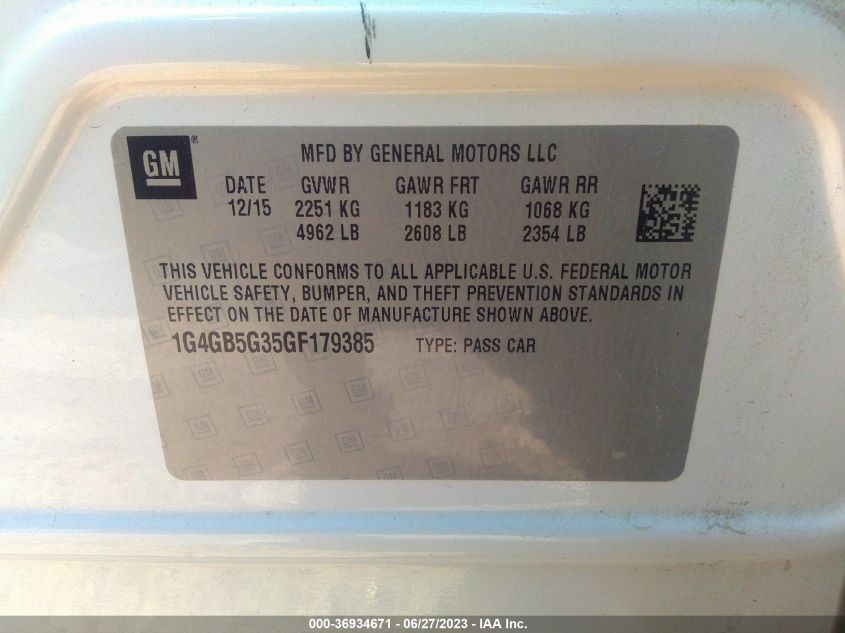 GM ®
MFD BY GENERAL MOTORS LLC
DATE GVWR GAWR FRT GAWR RR
12/15 2251 KG 1183 KG 1068 KG
4962 LB 2608 LB 2354 LB
THIS VEHICLE CONFORMS TO ALL APPLICABLE U.S. FEDERAL MOTOR
VEHICLE SAFETY, BUMPER, AND THEFT PREVENTION STANDARDS IN
EFFECT ON THE DATE OF MANUFACTURE SHOWN ABOVE.
1G4GB5G35GF179385 TYPE: PASS CAR
000-36934671 - 06/27/2023 - IAA Inc.